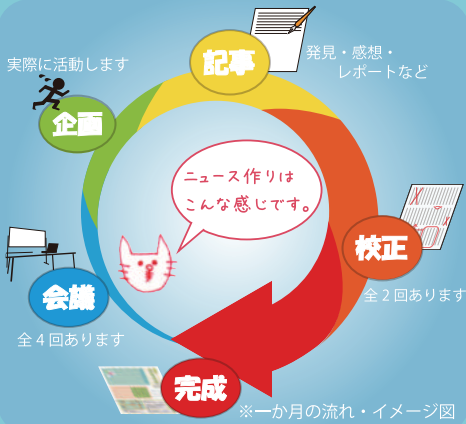 記事
発見・感想・
レポートなど
実際に活動します
企画
ニュース作りは
こんな感じです。
校正
全2回あります
会議
全4回あります
完成
※一か月の流れ・イメージ図